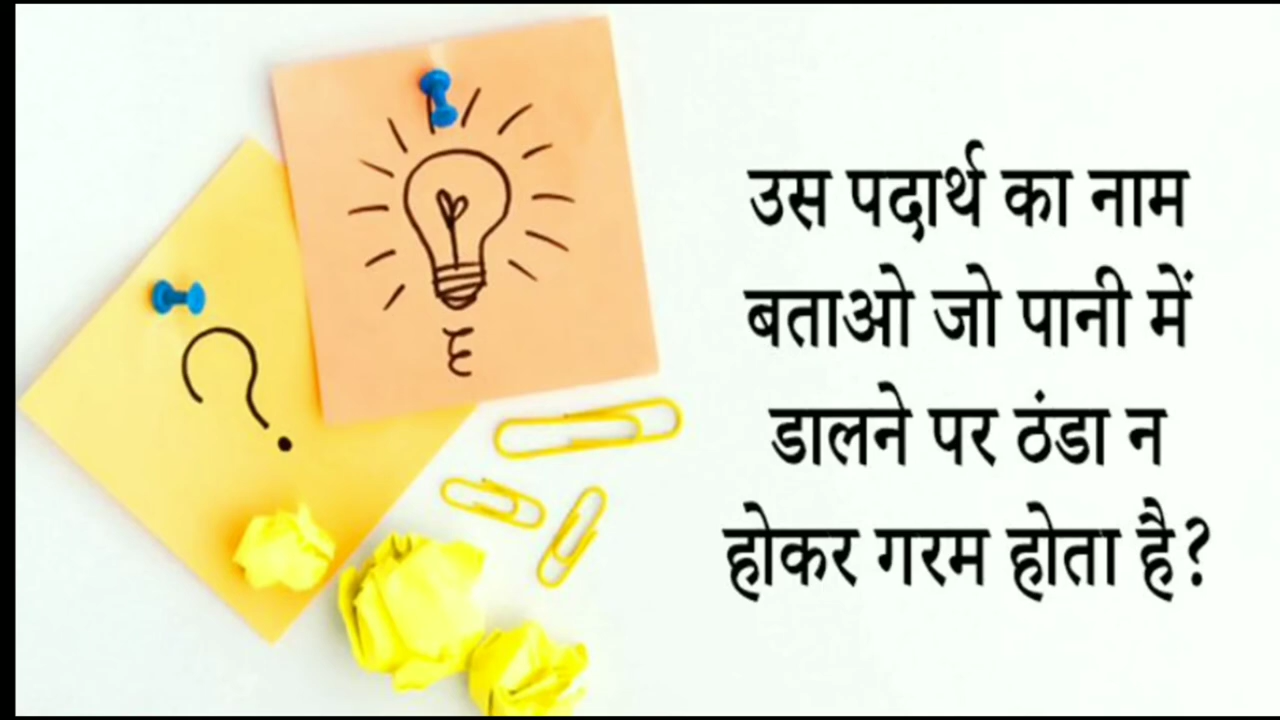 उस पदार्थ का नाम
बताओ जो पानी में
डालने पर ठंडा न
होकर गरम होता है?
?